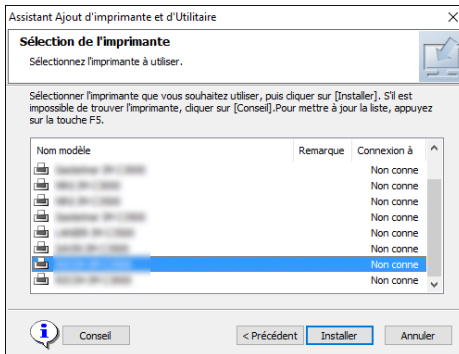 Assistant Ajout d'imprimante et d'Utilitaire
Sélection de l'imprimante
Sélectionnez l'imprimante à utiliser.
Sélectionner l'imprimante que vous souhaitez utiliser, puis cliquer sur [Installer]. S'il est
impossible de trouver l'imprimante, cliquer sur [Conseil].Pour mettre à jour la liste, appuyez
sur la touche F5.
Nom modèle Remarque Connexion à
Non conne
Non conne
Non conne
Non conne
Non conne
Non conne
Non conne
Non conne
Conseil < Précédent Installer Annuler